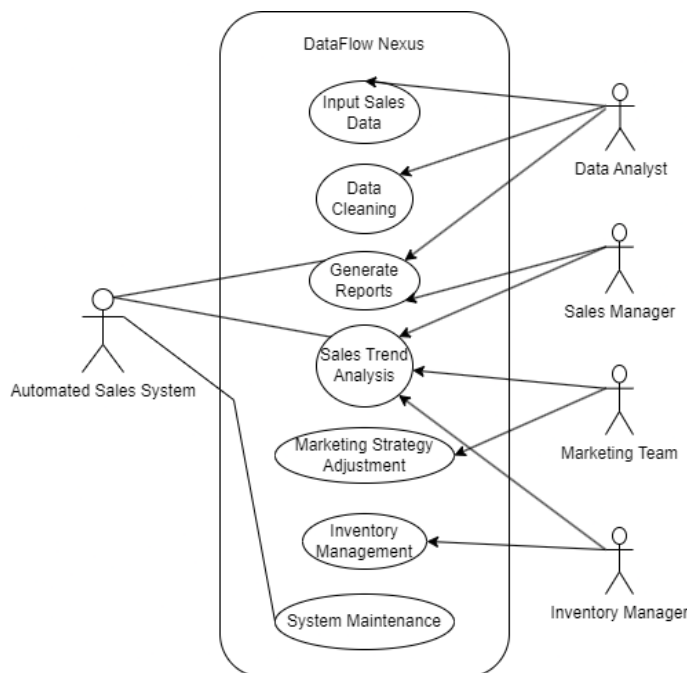 DataFlow Nexus
Input Sales
Data
Data Analyst
Data
Cleaning
Generate
Reports
Sales Manager
Automated Sales System
Sales Trend
Analysis
Marketing Team
Marketing Strategy
Adjustment
Inventory
Management
Inventory Manager
System Maintenance